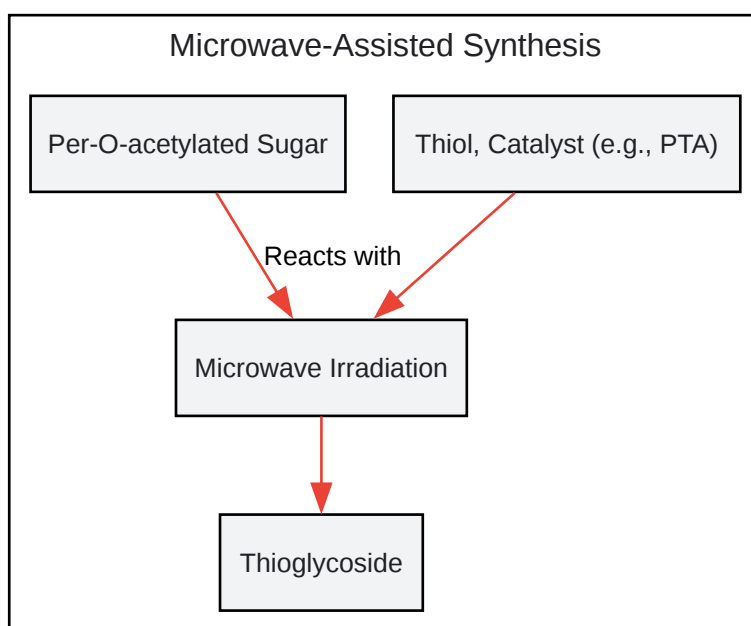 Microwave-Assisted Synthesis
Per-O-acetylated Sugar
Thiol, Catalyst (e.g., PTA)
Reacts with
Microwave Irradiation
Thioglycoside